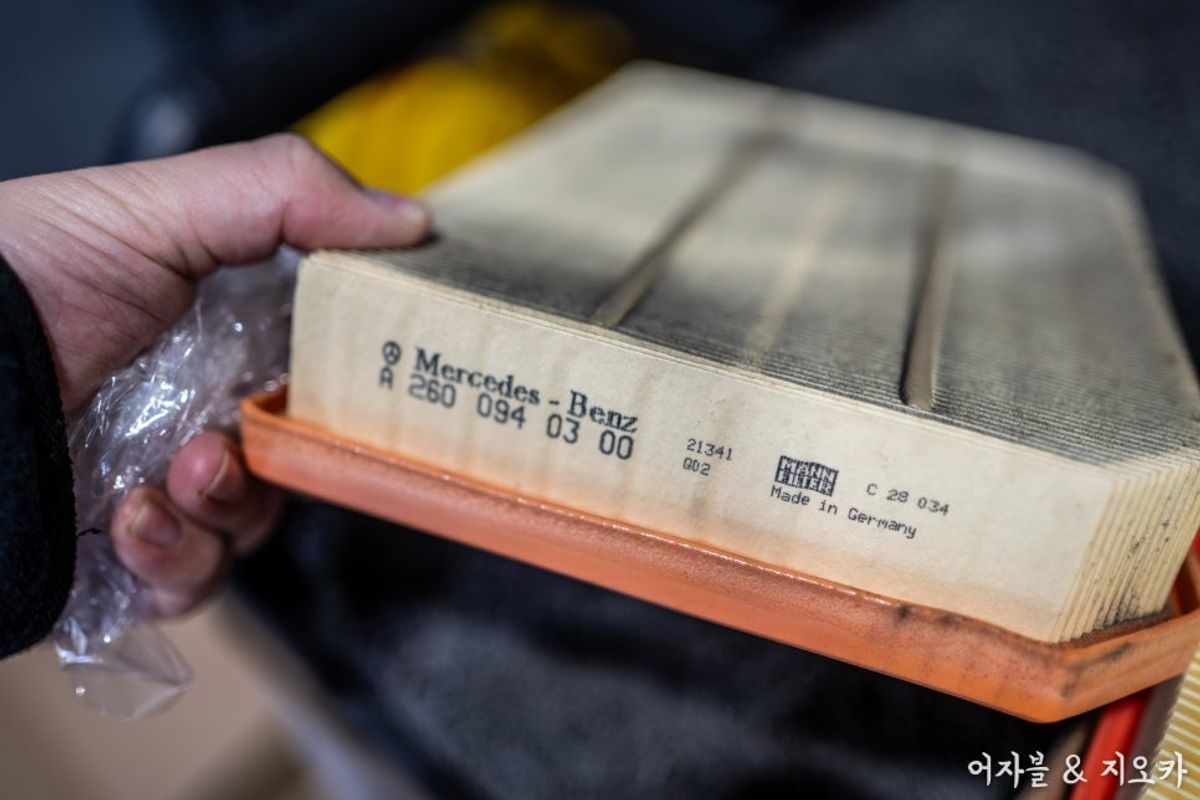 Mercedes-Benz
A 260 094 03 00
21341
QD2
MANN
FILTER
C 28 034
Made in Germany
어자블 & 지오카